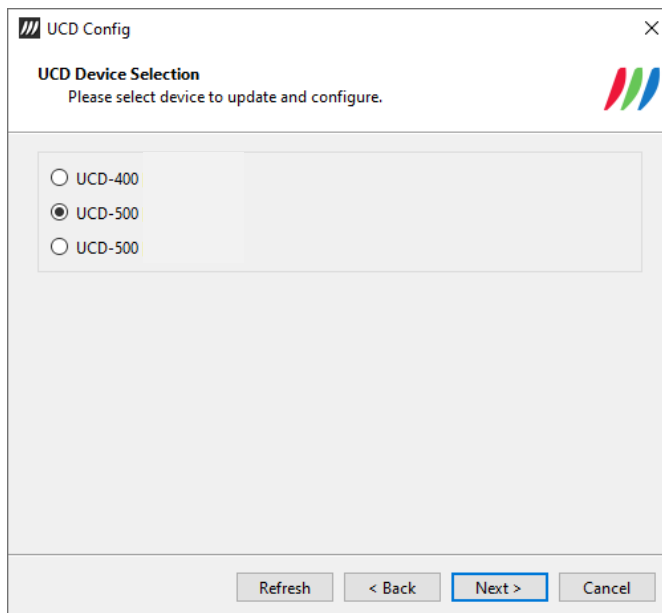 UCD Config
UCD Device Selection
Please select device to update and configure.
UCD-400
UCD-500
UCD-500
Refresh
< Back
Next >
Cancel